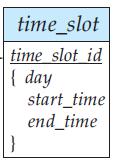 time_slot
time_slot_id
{ day
start_time
end_time
}